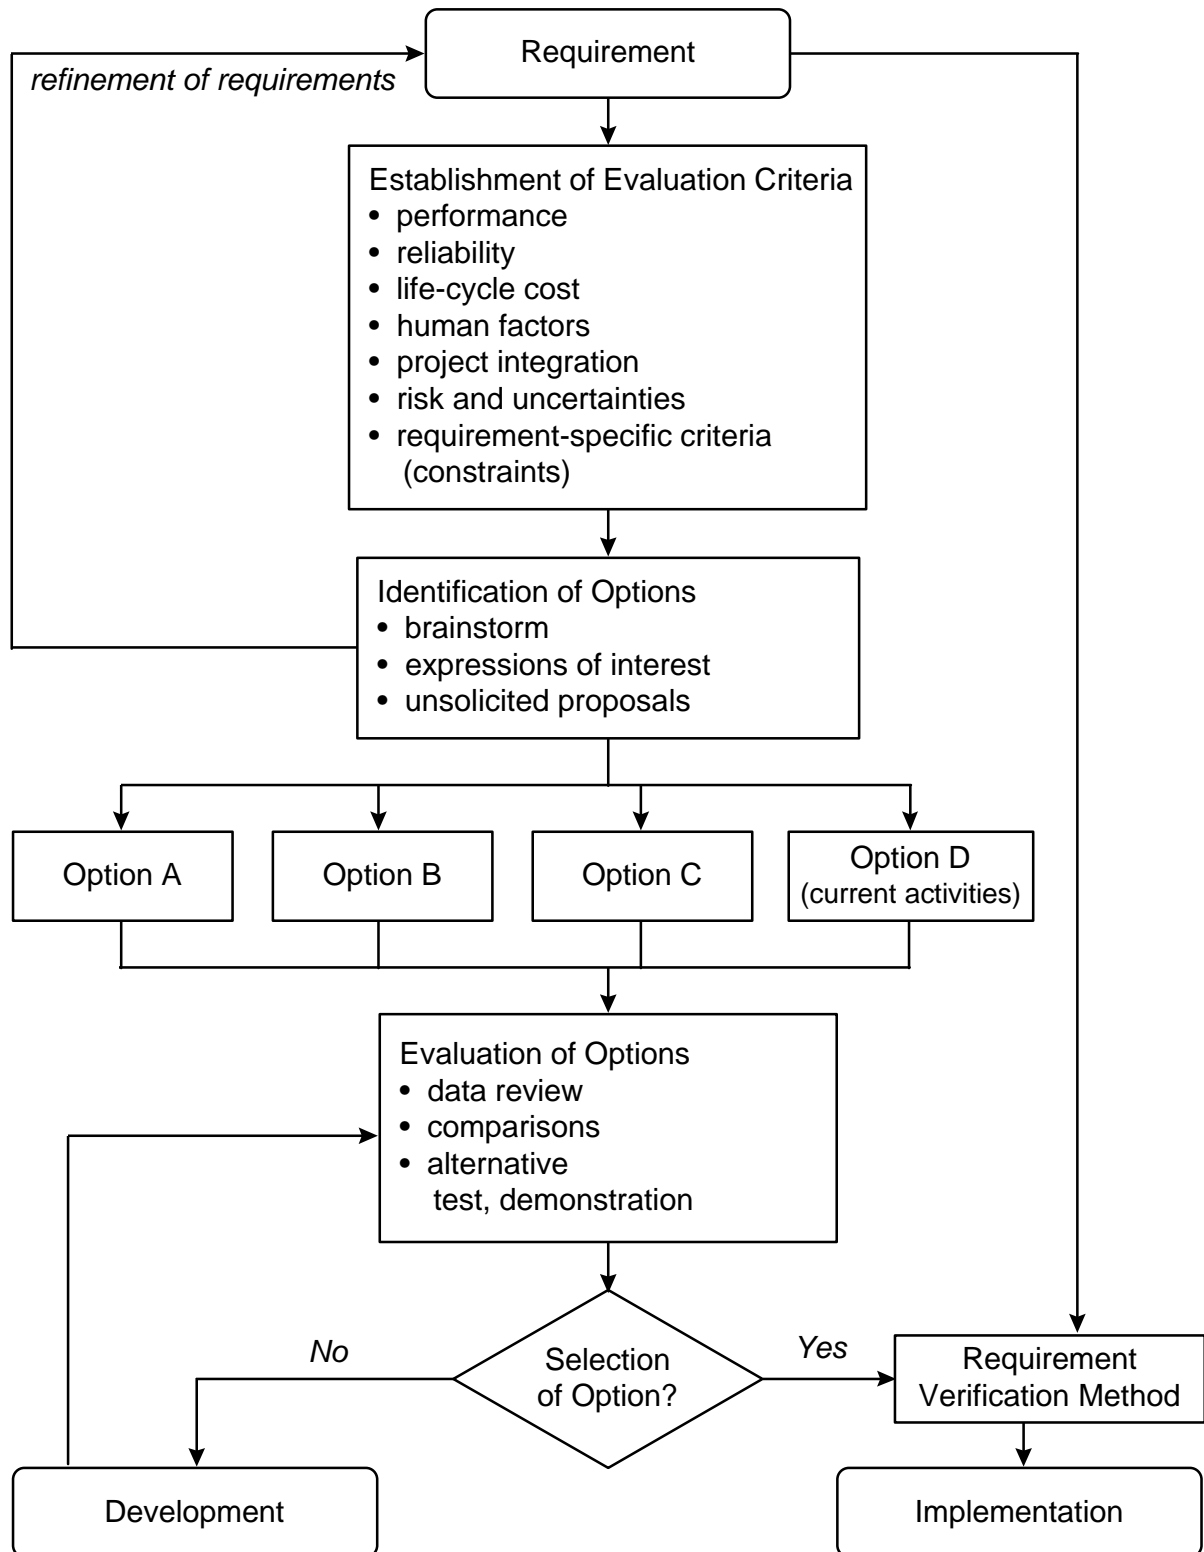 Requirement
refinement of requirements
Establishment of Evaluation Criteria
• performance
• reliability
• life-cycle cost
• human factors
• project integration
• risk and uncertainties
• requirement-specific criteria
(constraints)
Identification of Options
• brainstorm
• expressions of interest
• unsolicited proposals
Option A
Option B
Option C
Option D
(current activities)
Evaluation of Options
• data review
• comparisons
• alternative
test, demonstration
No
Selection
of Option?
Yes
Requirement
Verification Method
Development
Implementation